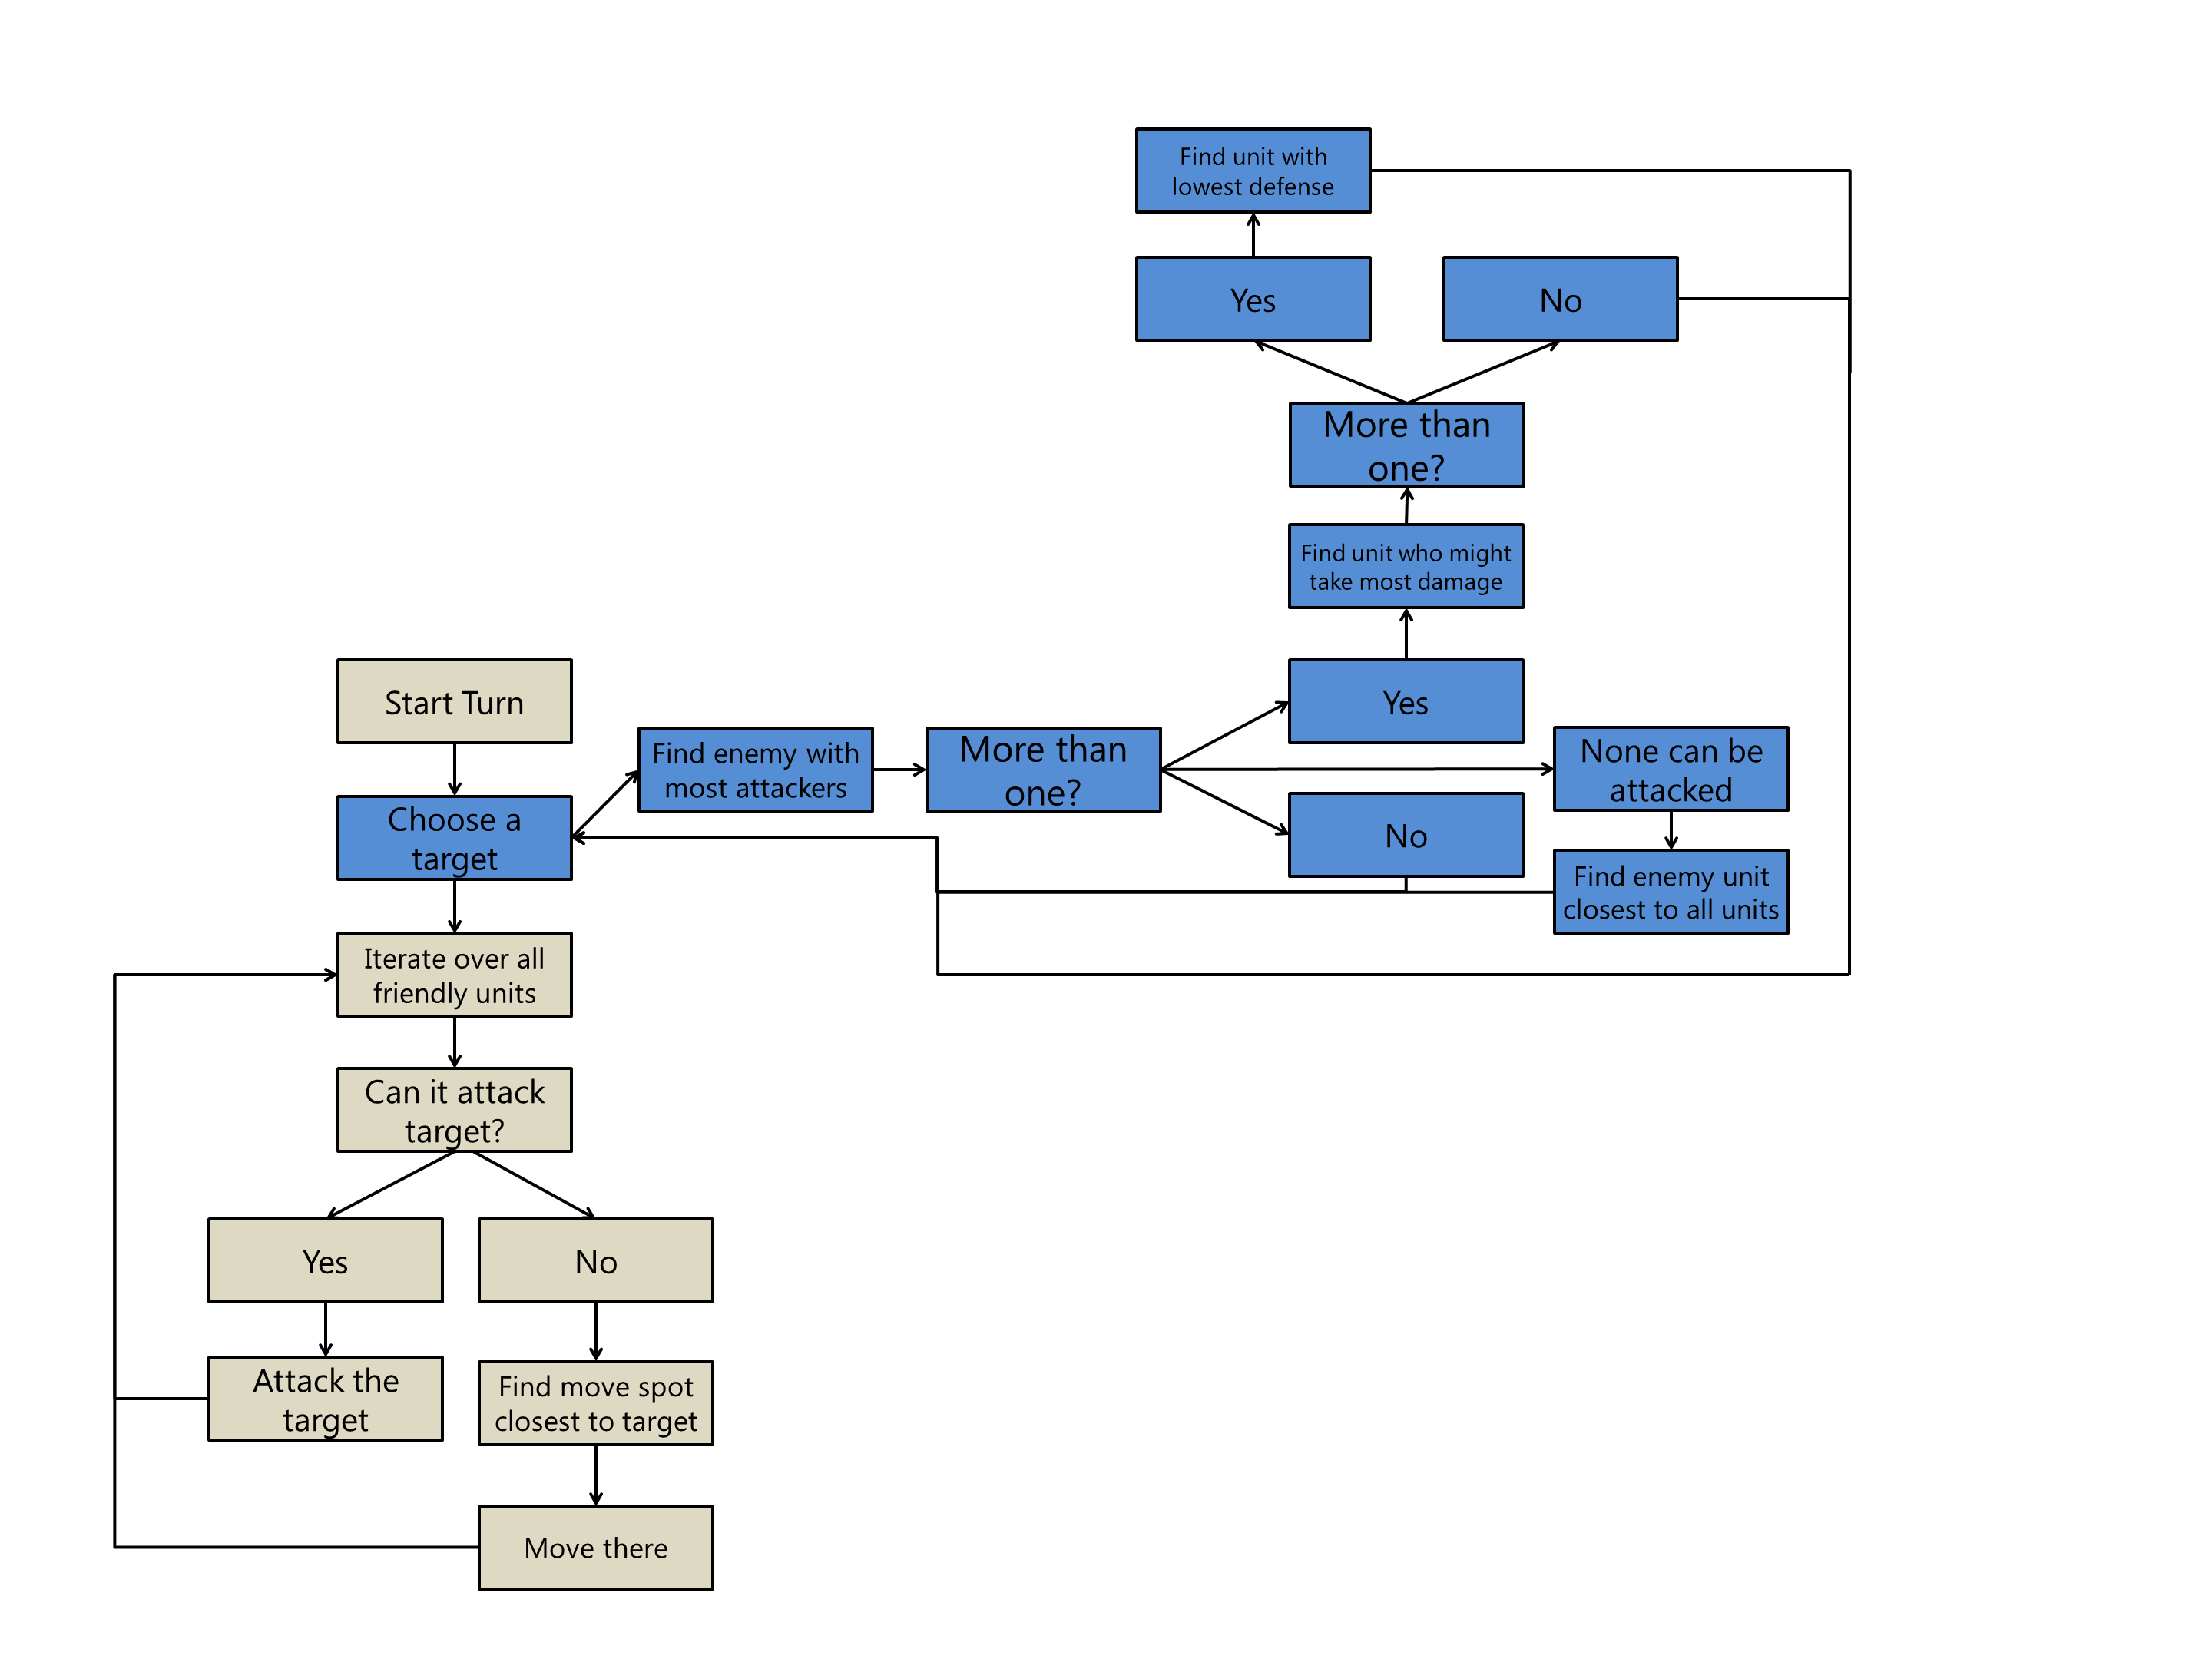 Find unit with
lowest defense
Yes
No
More than
one?
Find unit who might
take most damage
Start Turn
Yes
Find enemy with
most attackers
More than
one?
None can be
attacked
Choose a
target
No
Find enemy unit
closest to all units
Iterate over all
friendly units
Can it attack
target?
Yes
No
Attack the
target
Find move spot
closest to target
Move there